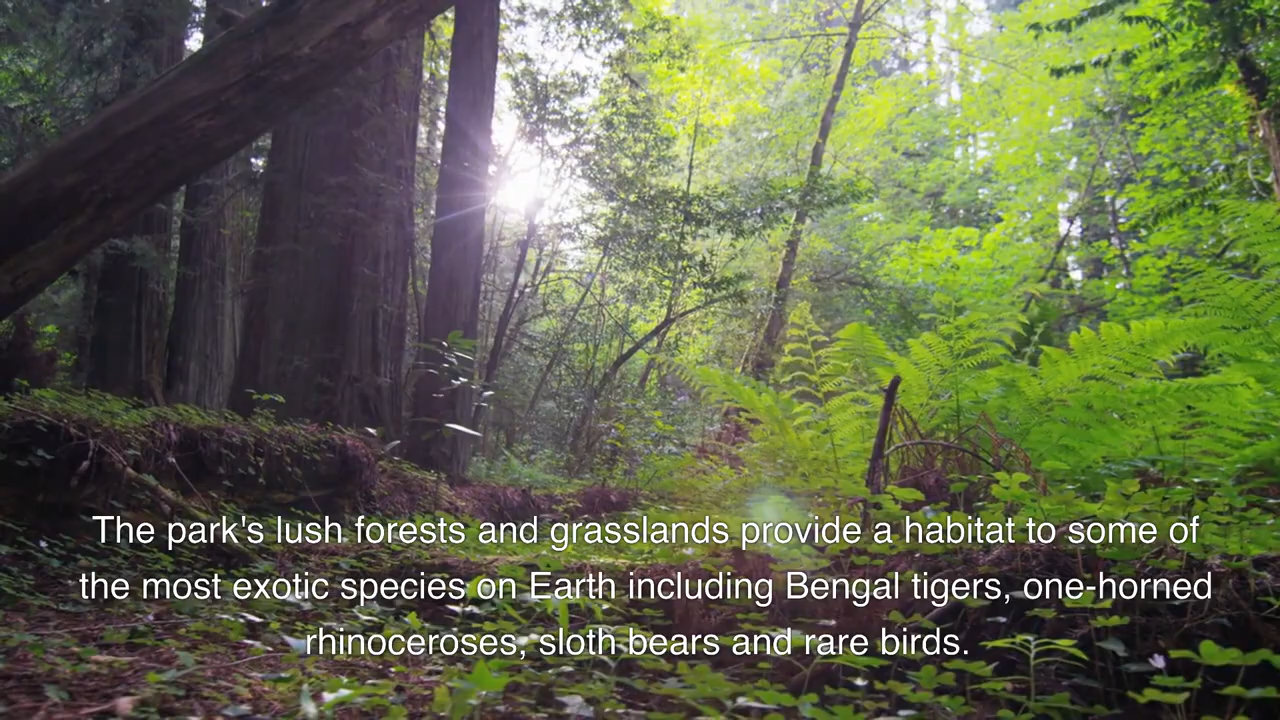 The park's lush forests and grasslands provide a habitat to some of
the most exotic species on Earth including Bengal tigers, one-horned
rhinoceroses, sloth bears and rare birds.